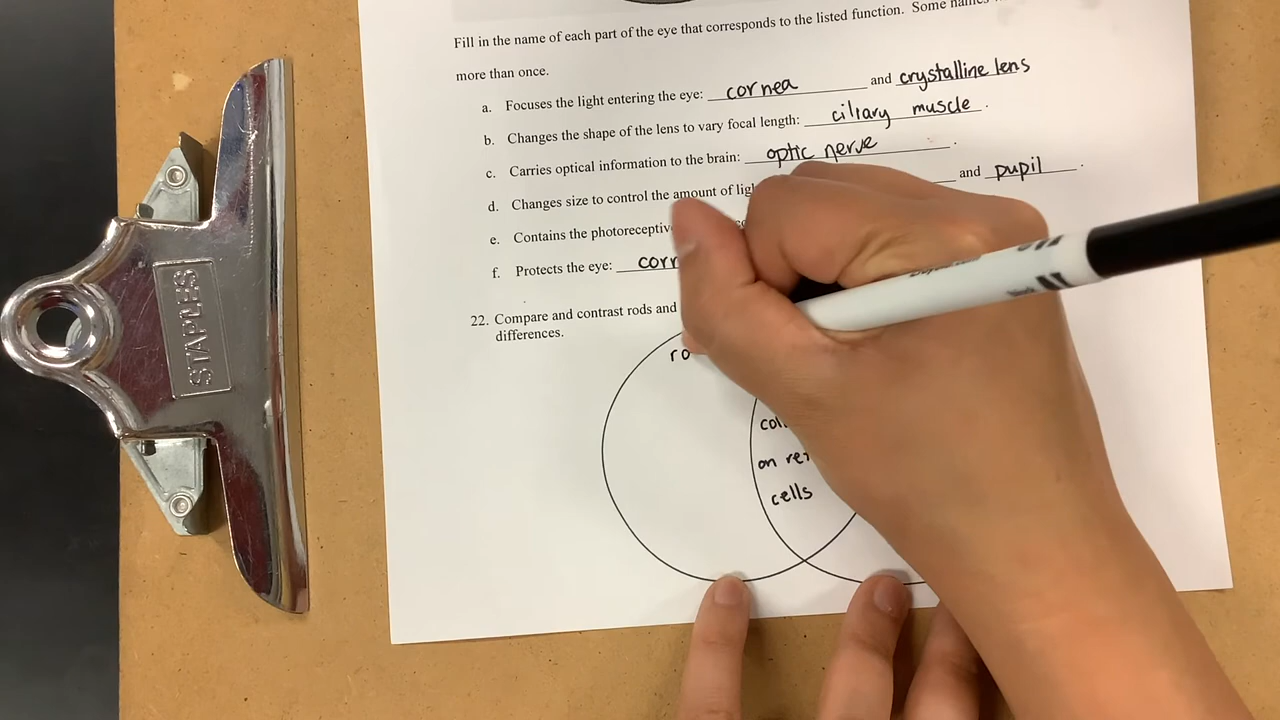 Fill in the name of each part of the eye that corresponds to the listed function. Some
more than once.
a. Focuses the light entering the eye: cornea and crystalline lens
b. Changes the shape of the lens to vary focal length: ciliary muscle.
c. Carries optical information to the brain: optic nerve.
d. Changes size to control the amount of and pupil.
e. Contains the
f. Protects the eye:
22. Compare and contrast rods and
differences.
on
cells
STAPLES